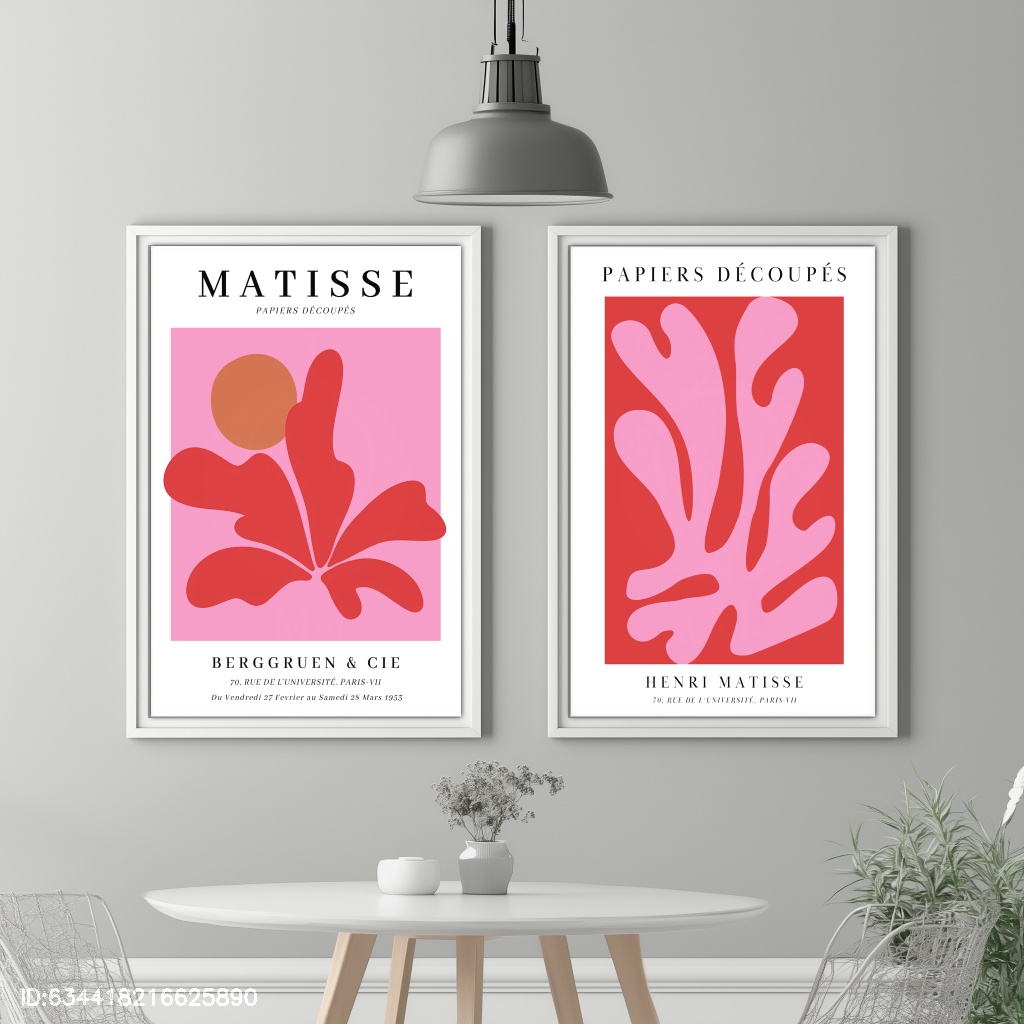 MATISSE
PAPIERS DÉCOUPÉS
BERGGRUEN & CIE
70, RUE DE L'UNIVERSITÉ, PARIS-VII
Du Vendredi 27 Fevrier au Samedi 28 Mars 1953
PAPIERS DÉCOUPÉS
HENRI MATISSE
70, RUE DE L'UNIVERSITÉ, PARIS-VII
ID:634418216625890